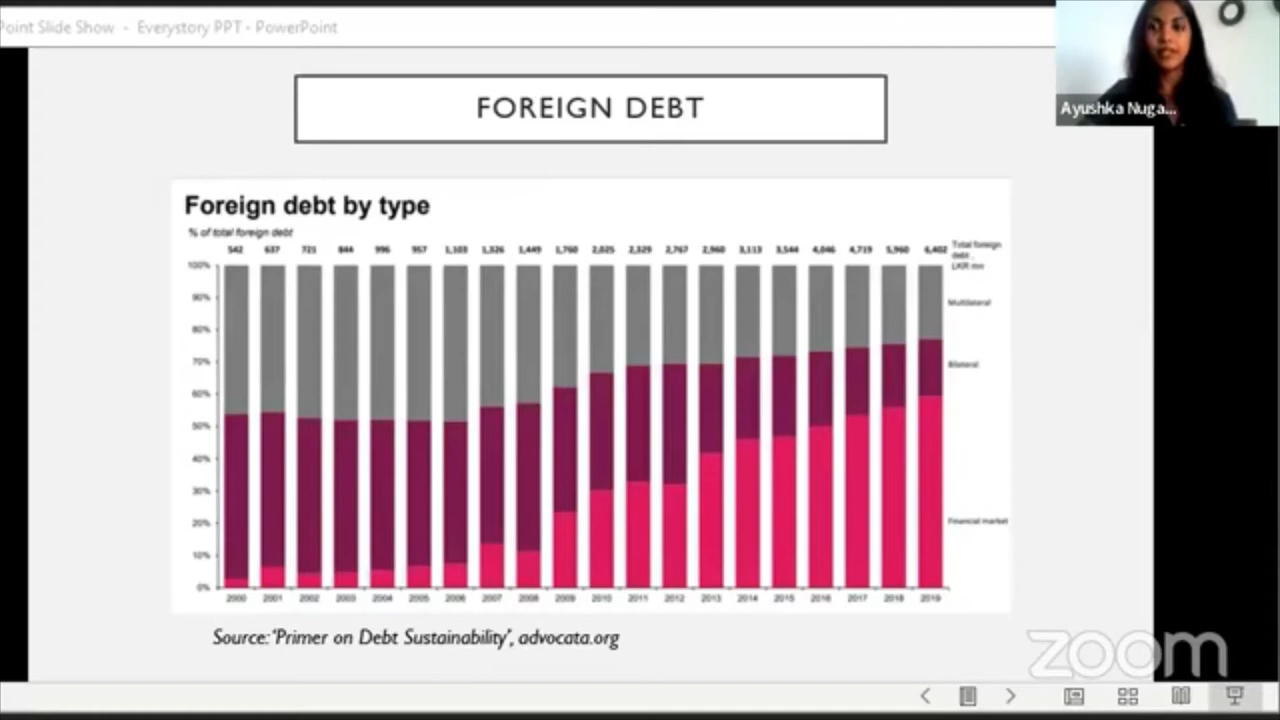 Point Slide Show - Everystory PPT - PowerPoint
Ayushka Nuga...
FOREIGN DEBT
Foreign debt by type
% of total foreign debt
542 637 721 844 996 957 1,103 1,326 1,449 1,760 2,025 2,329 2,767 2,960 3,113 3,544 4,046 4,719 5,960 6,402
Total foreign
debt ,
LKR mn
100%
90%
80%
70%
60%
50%
40%
30%
20%
10%
0%
Multilateral
Bilateral
Financial market
2000 2001 2002 2003 2004 2005 2006 2007 2008 2009 2010 2011 2012 2013 2014 2015 2016 2017 2018 2019
Source: 'Primer on Debt Sustainability', advocata.org
zoom